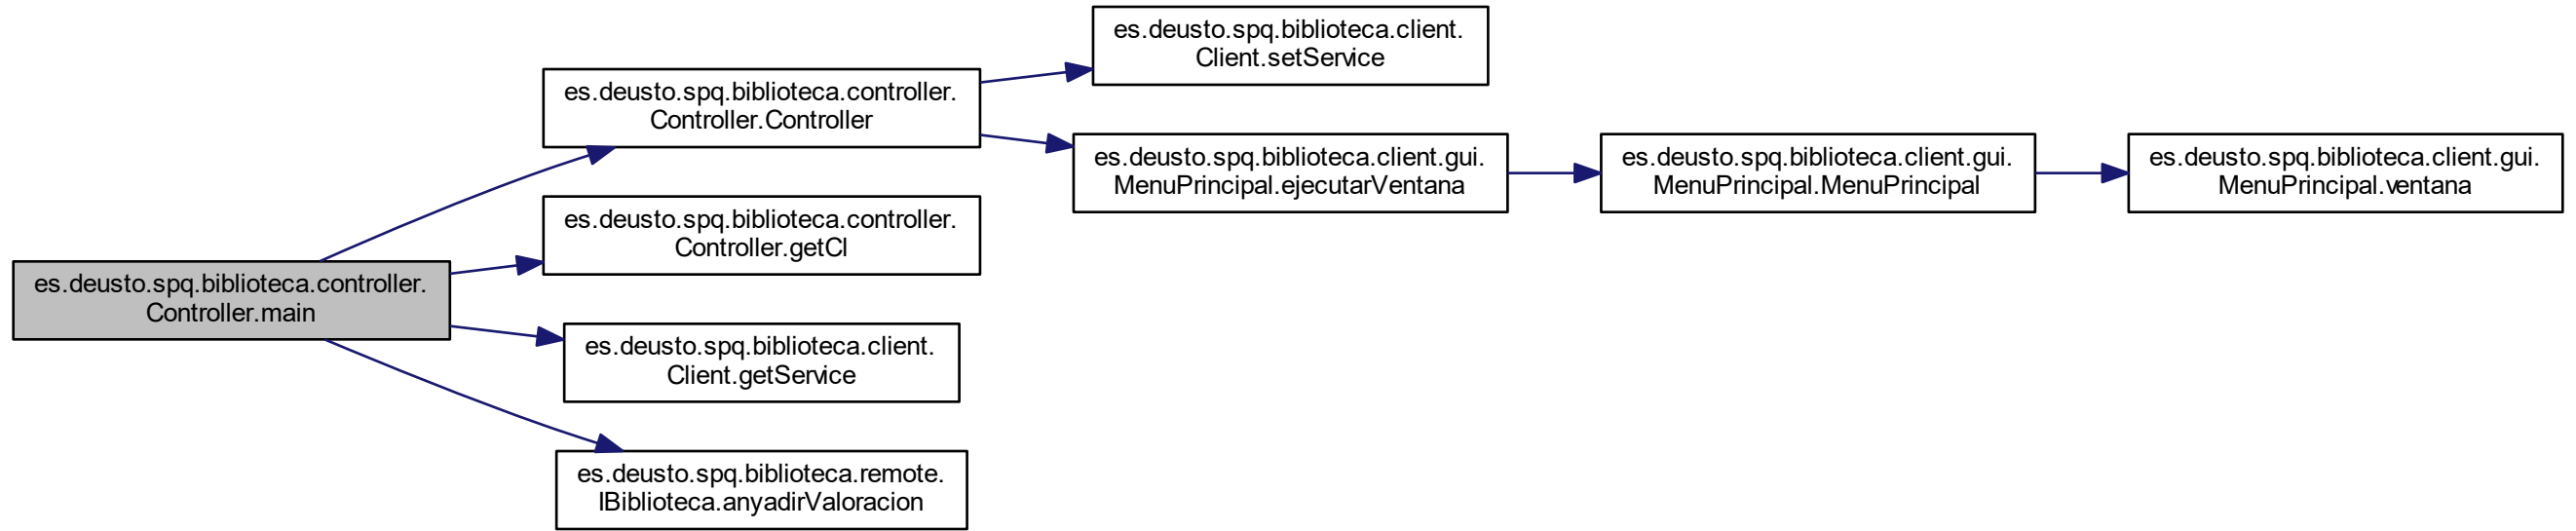 es.deusto.spq.biblioteca.controller.
Controller.main
es.deusto.spq.biblioteca.controller.
Controller.Controller
es.deusto.spq.biblioteca.client.
Client.setService
es.deusto.spq.biblioteca.client.gui.
MenuPrincipal.ejecutarVentana
es.deusto.spq.biblioteca.client.gui.
MenuPrincipal.MenuPrincipal
es.deusto.spq.biblioteca.client.gui.
MenuPrincipal.ventana
es.deusto.spq.biblioteca.controller.
Controller.getCl
es.deusto.spq.biblioteca.client.
Client.getService
es.deusto.spq.biblioteca.remote.
IBiblioteca.anyadirValoracion